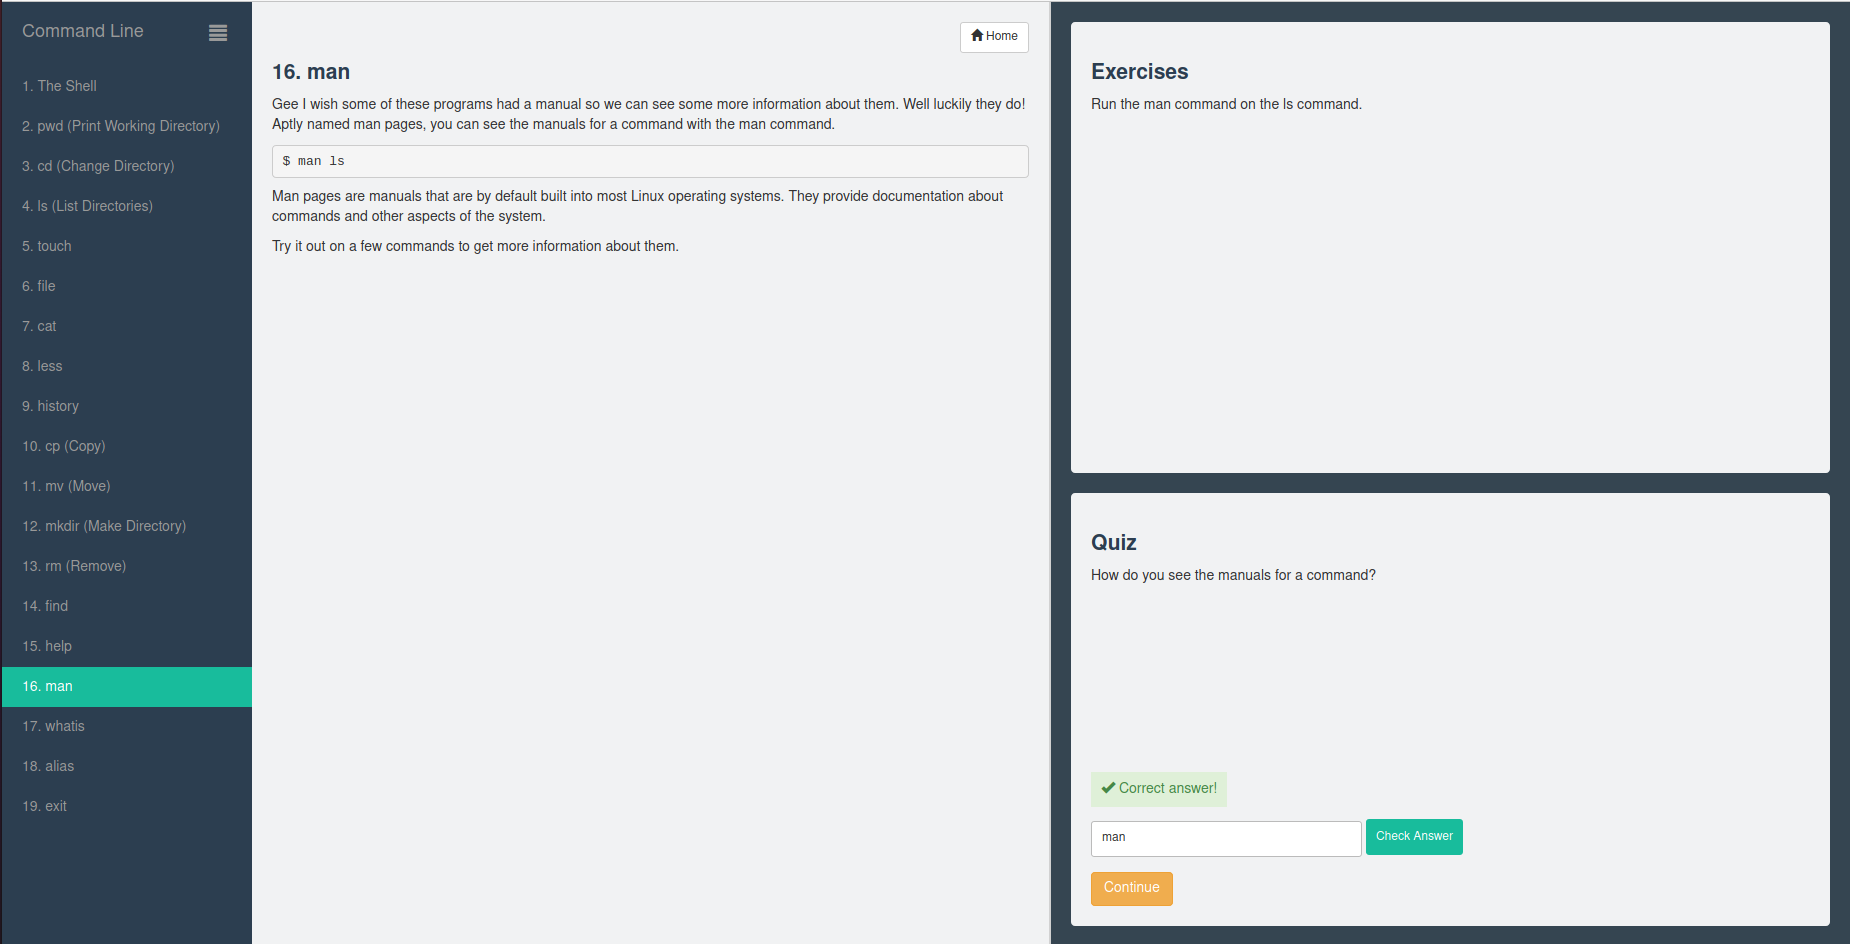 Command Line
1. The Shell
2. pwd (Print Working Directory)
3. cd (Change Directory)
4. ls (List Directories)
5. touch
6. file
7. cat
8. less
9. history
10. cp (Copy)
11. mv (Move)
12. mkdir (Make Directory)
13. rm (Remove)
14. find
15. help
16. man
17. whatis
18. alias
19. exit
Home
16. man
Gee I wish some of these programs had a manual so we can see some more information about them. Well luckily they do!
Aptly named man pages, you can see the manuals for a command with the man command.
$ man ls
Man pages are manuals that are by default built into most Linux operating systems. They provide documentation about
commands and other aspects of the system.
Try it out on a few commands to get more information about them.
Exercises
Run the man command on the ls command.
Quiz
How do you see the manuals for a command?
Correct answer!
man
Check Answer
Continue